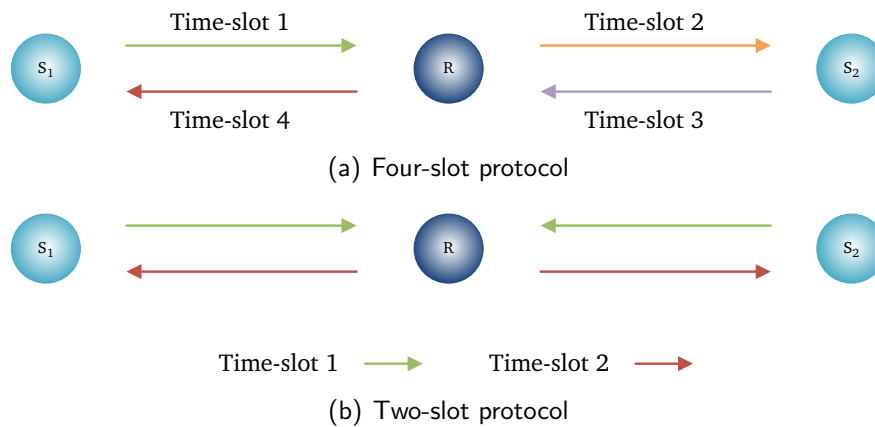 Time-slot 1 Time-slot 2
S1 R S2
Time-slot 4 Time-slot 3
(a) Four-slot protocol
S1 R S2
Time-slot 1 Time-slot 2
(b) Two-slot protocol